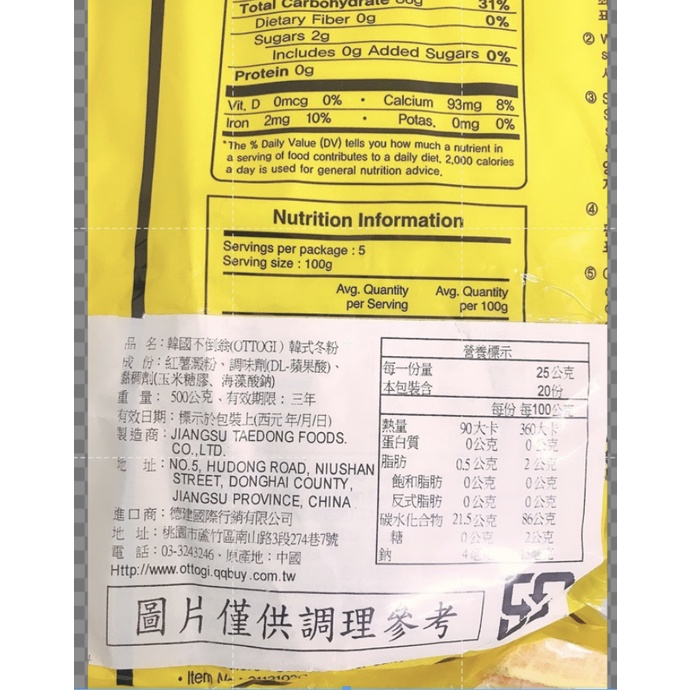 Total Carbohydrate 31%
Dietary Fiber 0g 0%
Sugars 2g
Includes 0g Added Sugars 0%
Protein 0g
Vit. D 0mcg 0% • Calcium 93mg 8%
Iron 2mg 10% • Potas. 0mg 0%
*The % Daily Value (DV) tells you how much a nutrient in
a serving of food contributes to a daily diet. 2,000 calories
a day is used for general nutrition advice.
Nutrition Information
Servings per package : 5
Serving size : 100g
Avg. Quantity Avg. Quantity
per Serving per 100g
②
③
④
⑤
品 名：韓國不倒翁(OTTOGI）韓式冬粉
成 份：紅薯澱粉、調味劑(DL-蘋果酸)、
黏稠劑(玉米糖膠、海藻酸鈉)
重 量： 500公克、有效期限：三年
有效日期：標示於包裝上(西元 年/月/日)
製造商：JIANGSU TAEDONG FOODS.
CO.,LTD.
地 址：NO.5, HUDONG ROAD, NIUSHAN
STREET, DONGHAI COUNTY,
JIANGSU PROVINCE, CHINA
進口商：德建國際行銷有限公司
地 址：桃園市蘆竹區南山路3段274巷7號
電 話：03-3243246、原產地：中國
Http://www.ottogi.qqbuy.com.tw
營養標示
每一份量 25公克
本包裝含 20份
每份 每100公克
熱量 90大卡 360大卡
蛋白質 0公克 0公克
脂肪 0.5公克 2公克
飽和脂肪 0公克 0公克
反式脂肪 0公克 0公克
碳水化合物 21.5公克 86公克
糖 0公克 2公克
鈉 4
圖片僅供調理參考
• Item